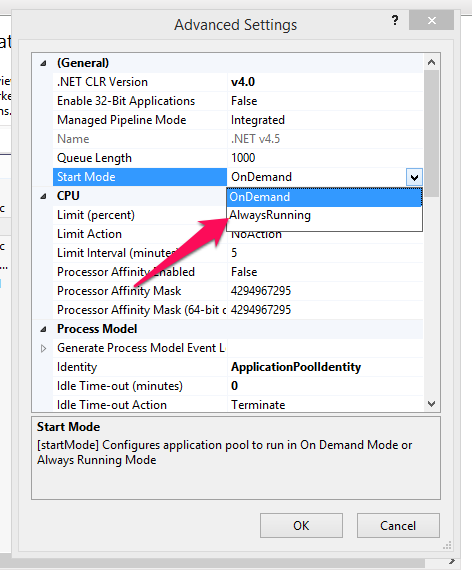 Advanced Settings ?
(General)
.NET CLR Version v4.0
Enable 32-Bit Applications False
Managed Pipeline Mode Integrated
Name .NET v4.5
Queue Length 1000
Start Mode OnDemand
OnDemand
CPU
AlwaysRunning
Limit (percent)
Limit Action NoAction
Limit Interval (minutes) 5
Processor Affinity Enabled False
Processor Affinity Mask 4294967295
Processor Affinity Mask (64-bit o 4294967295
Process Model
Generate Process Model Event L
Identity ApplicationPoolIdentity
Idle Time-out (minutes) 0
Idle Time-out Action Terminate
Start Mode
[startMode] Configures application pool to run in On Demand Mode or
Always Running Mode
OK Cancel